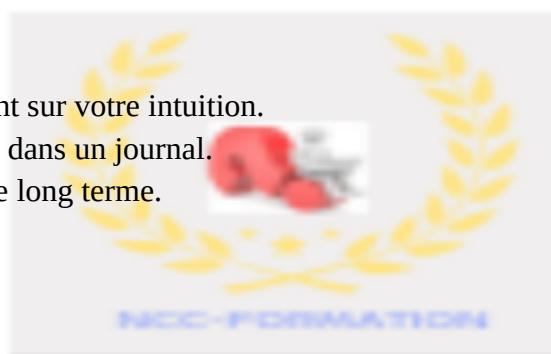 nt sur votre intuition.
dans un journal.
e long terme.
NCC-FORMATION